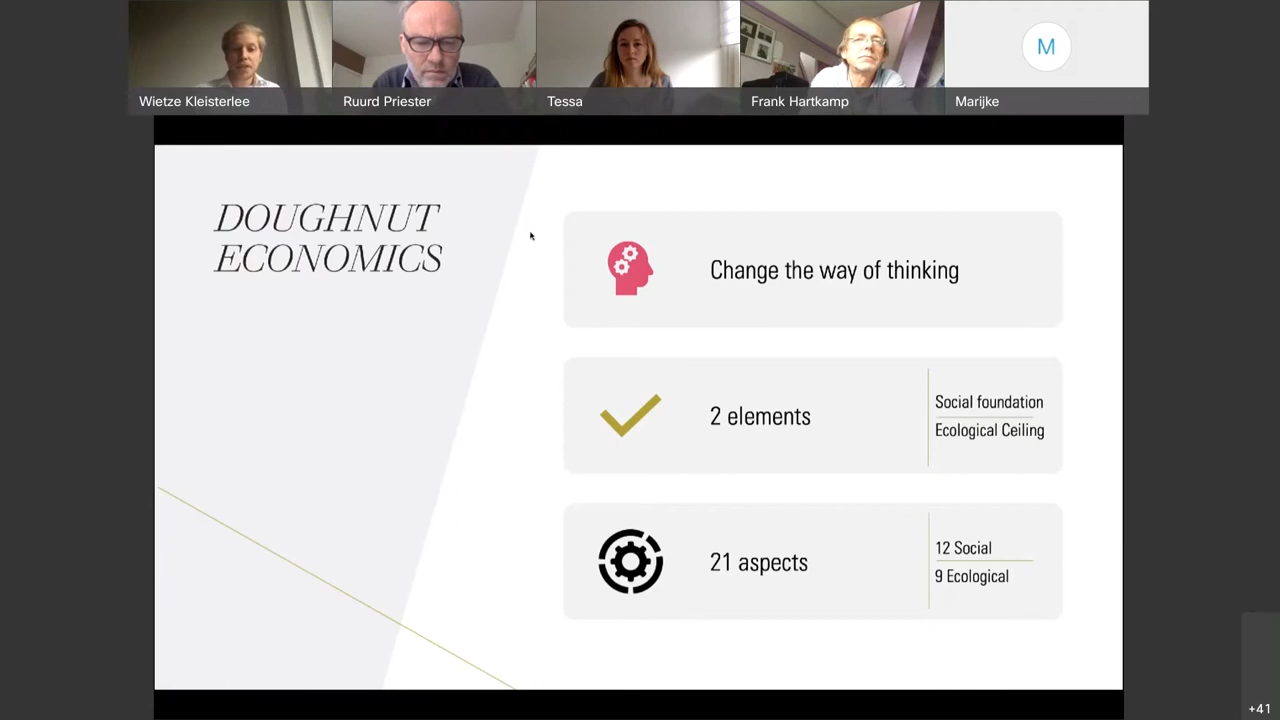 Wietze Kleisterlee
Ruurd Priester
Tessa
Frank Hartkamp
M
Marijke
DOUGHNUT
ECONOMICS
Change the way of thinking
2 elements
Social foundation
Ecological Ceiling
21 aspects
12 Social
9 Ecological
+41